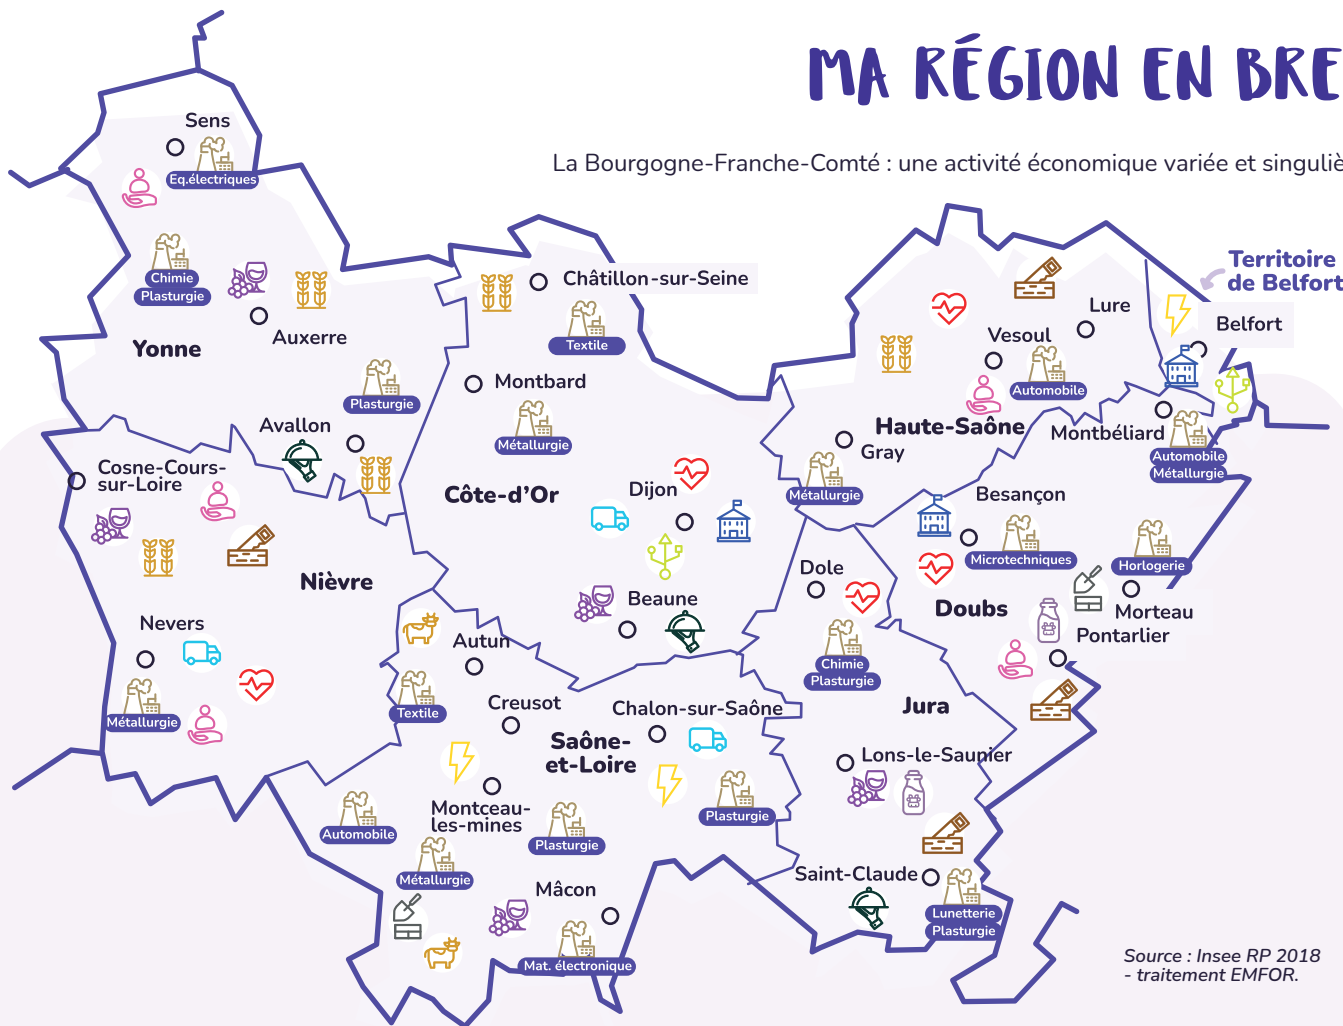 MA RÉGION EN BRE
La Bourgogne-Franche-Comté : une activité économique variée et singuliè
Sens
Eq.électriques
Chimie
Plasturgie
Auxerre
Yonne
Plasturgie
Avallon
Châtillon-sur-Seine
Textile
Montbard
Métallurgie
Côte-d'Or
Dijon
Beaune
Territoire
de Belfort
Belfort
Lure
Vesoul
Automobile
Haute-Saône
Gray
Métallurgie
Montbéliard
Automobile
Métallurgie
Besançon
Microtechniques
Horlogerie
Morteau
Pontarlier
Doubs
Cosne-Cours-
sur-Loire
Nièvre
Nevers
Métallurgie
Autun
Textile
Creusot
Chalon-sur-Saône
Saône-
et-Loire
Montceau-
les-mines
Automobile
Plasturgie
Plasturgie
Métallurgie
Mâcon
Mat. électronique
Dole
Chimie
Plasturgie
Jura
Lons-le-Saunier
Saint-Claude
Lunetterie
Plasturgie
Source : Insee RP 2018
- traitement EMFOR.